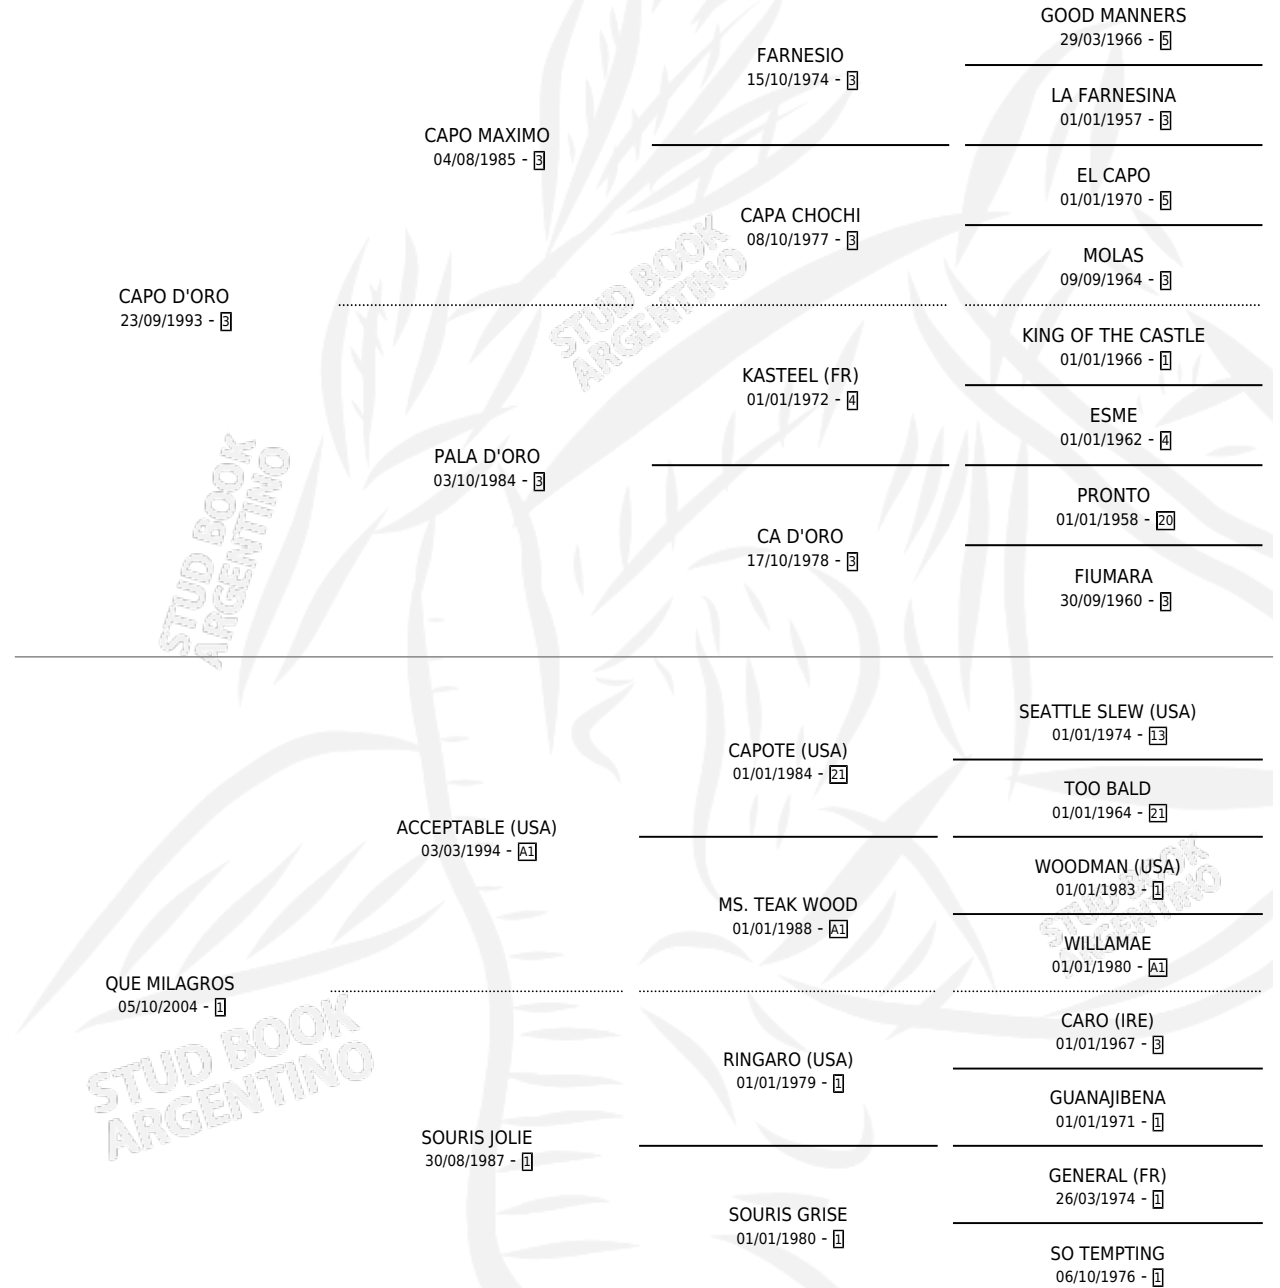 GOOD MANNERS
29/03/1966 - 5
FARNESIO
15/10/1974 - 3
LA FARNESINA
01/01/1957 - 3
CAPO MAXIMO
04/08/1985 - 3
EL CAPO
01/01/1970 - 5
CAPA CHOCHI
08/10/1977 - 3
MOLAS
09/09/1964 - 3
CAPO D'ORO
23/09/1993 - 3
STUD BOOK
ARGENTINO
KING OF THE CASTLE
01/01/1966 - 1
KASTEEL (FR)
01/01/1972 - 4
ESME
01/01/1962 - 4
PALA D'ORO
03/10/1984 - 3
PRONTO
01/01/1958 - 20
CA D'ORO
17/10/1978 - 3
FIUMARA
30/09/1960 - 3
STUD BOOK
ARGENTINO
SEATTLE SLEW (USA)
01/01/1974 - 13
CAPOTE (USA)
01/01/1984 - 21
TOO BALD
01/01/1964 - 21
ACCEPTABLE (USA)
03/03/1994 - A1
WOODMAN (USA)
01/01/1983 - 1
MS. TEAK WOOD
01/01/1988 - A1
WILLAMAE
01/01/1980 - A1
STUD BOOK
ARGENTINO
QUE MILAGROS
05/10/2004 - 1
CARO (IRE)
01/01/1967 - 3
RINGARO (USA)
01/01/1979 - 1
GUANAJIBENA
01/01/1971 - 1
STUD BOOK
ARGENTINO
SOURIS JOLIE
30/08/1987 - 1
GENERAL (FR)
26/03/1974 - 1
SOURIS GRISE
01/01/1980 - 1
SO TEMPTING
06/10/1976 - 1